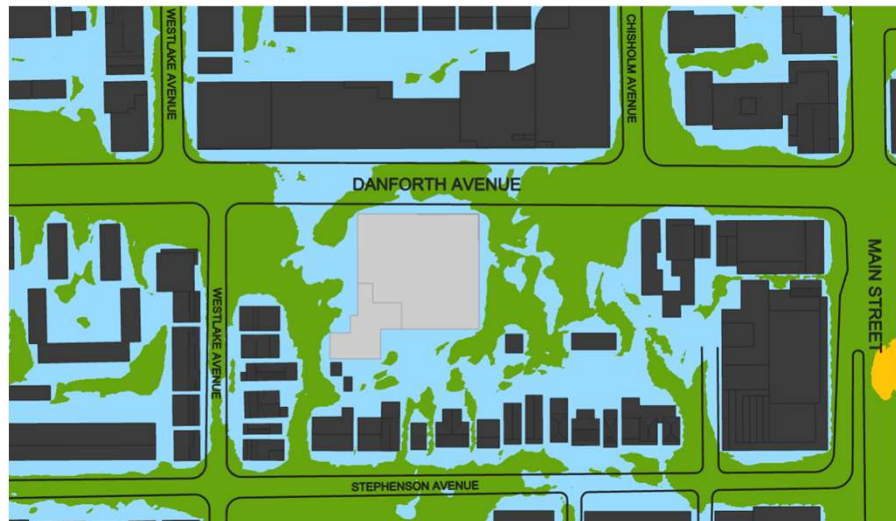 WESTLAKE AVENUE
CHISHOLM AVENUE
DANFORTH AVENUE
MAIN STREET
WESTLAKE AVENUE
STEPHENSON AVENUE